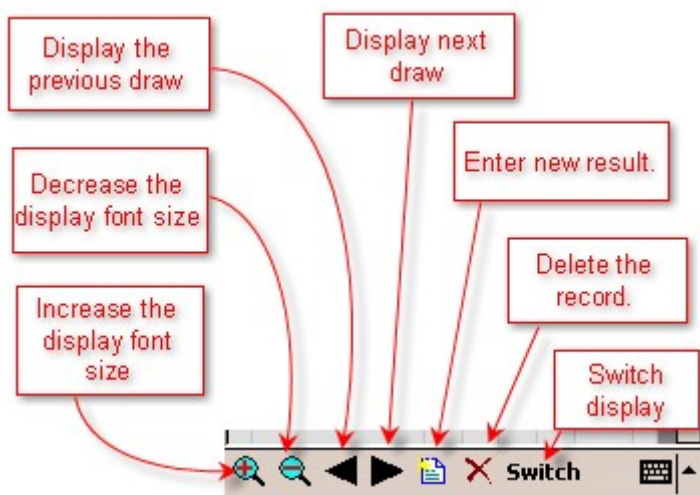 Display the
previous draw
Display next
draw
Decrease the
display font size
Enter new result.
Increase the
display font
size
Delete the
record.
Switch
display
Switch